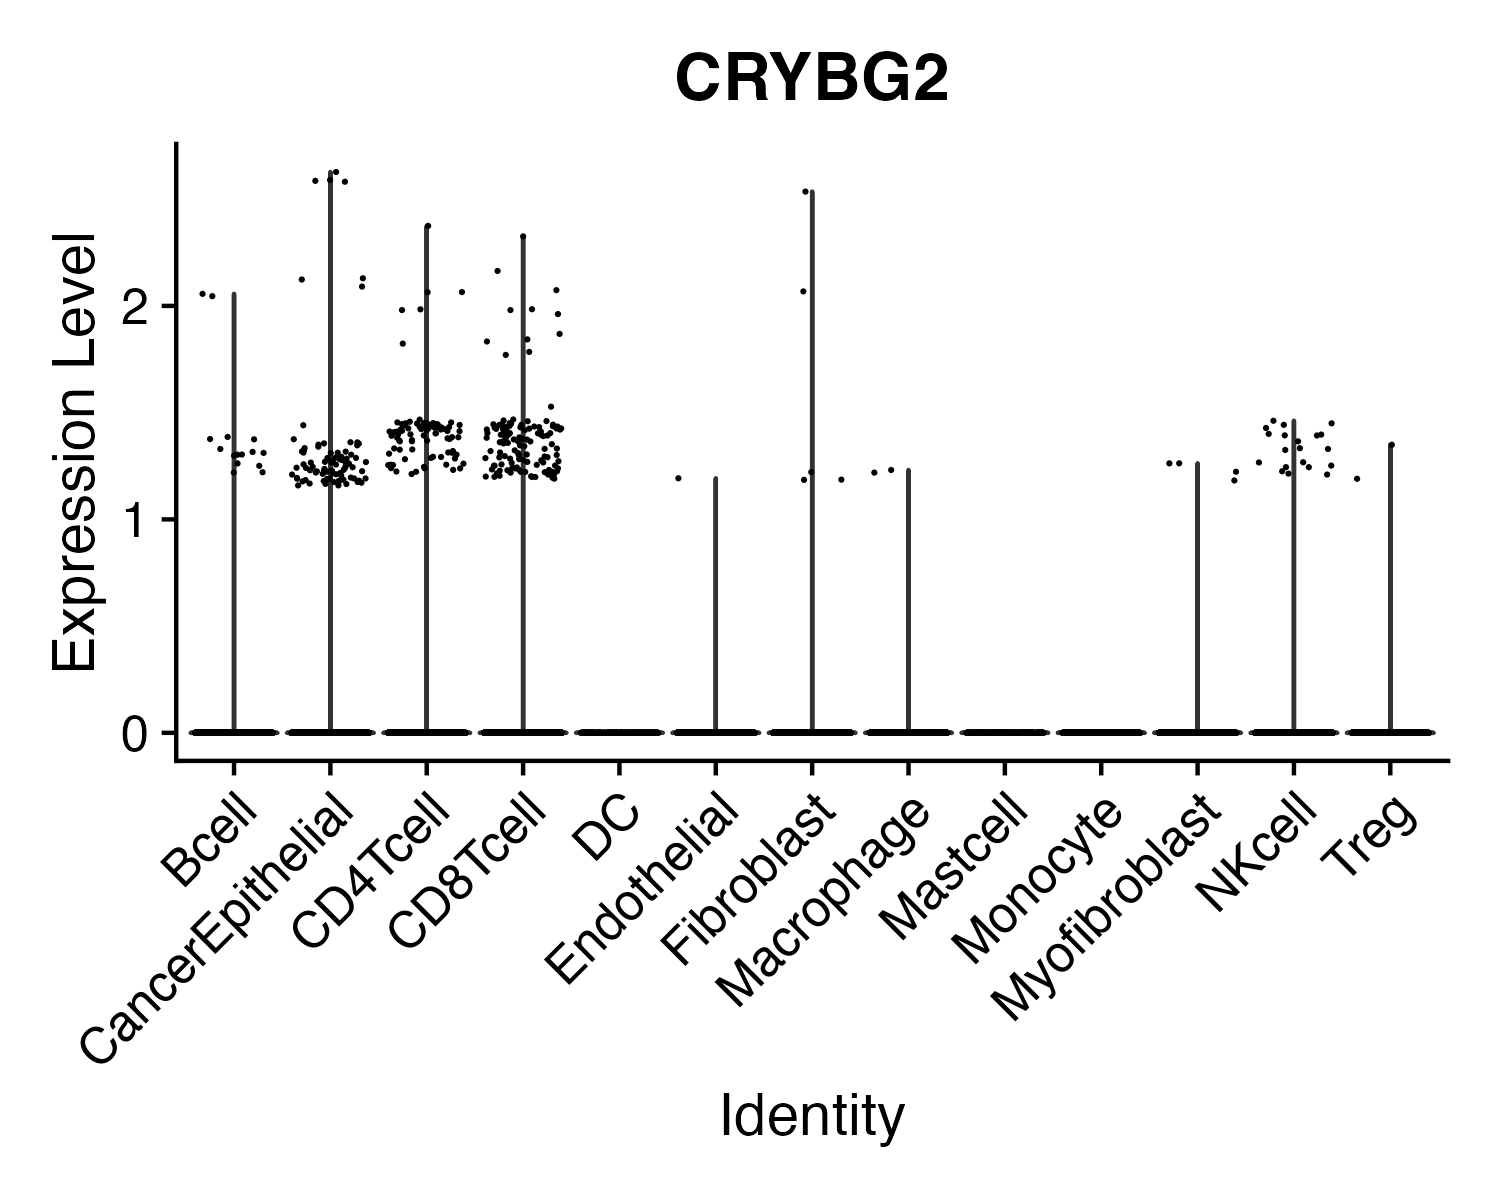 CRYBG2
Expression Level
2
1
0
Bcell
CancerEpithelial
CD4Tcell
CD8Tcell
DC
Endothelial
Fibroblast
Macrophage
Mastcell
Monocyte
Myofibroblast
NKcell
Treg
Identity